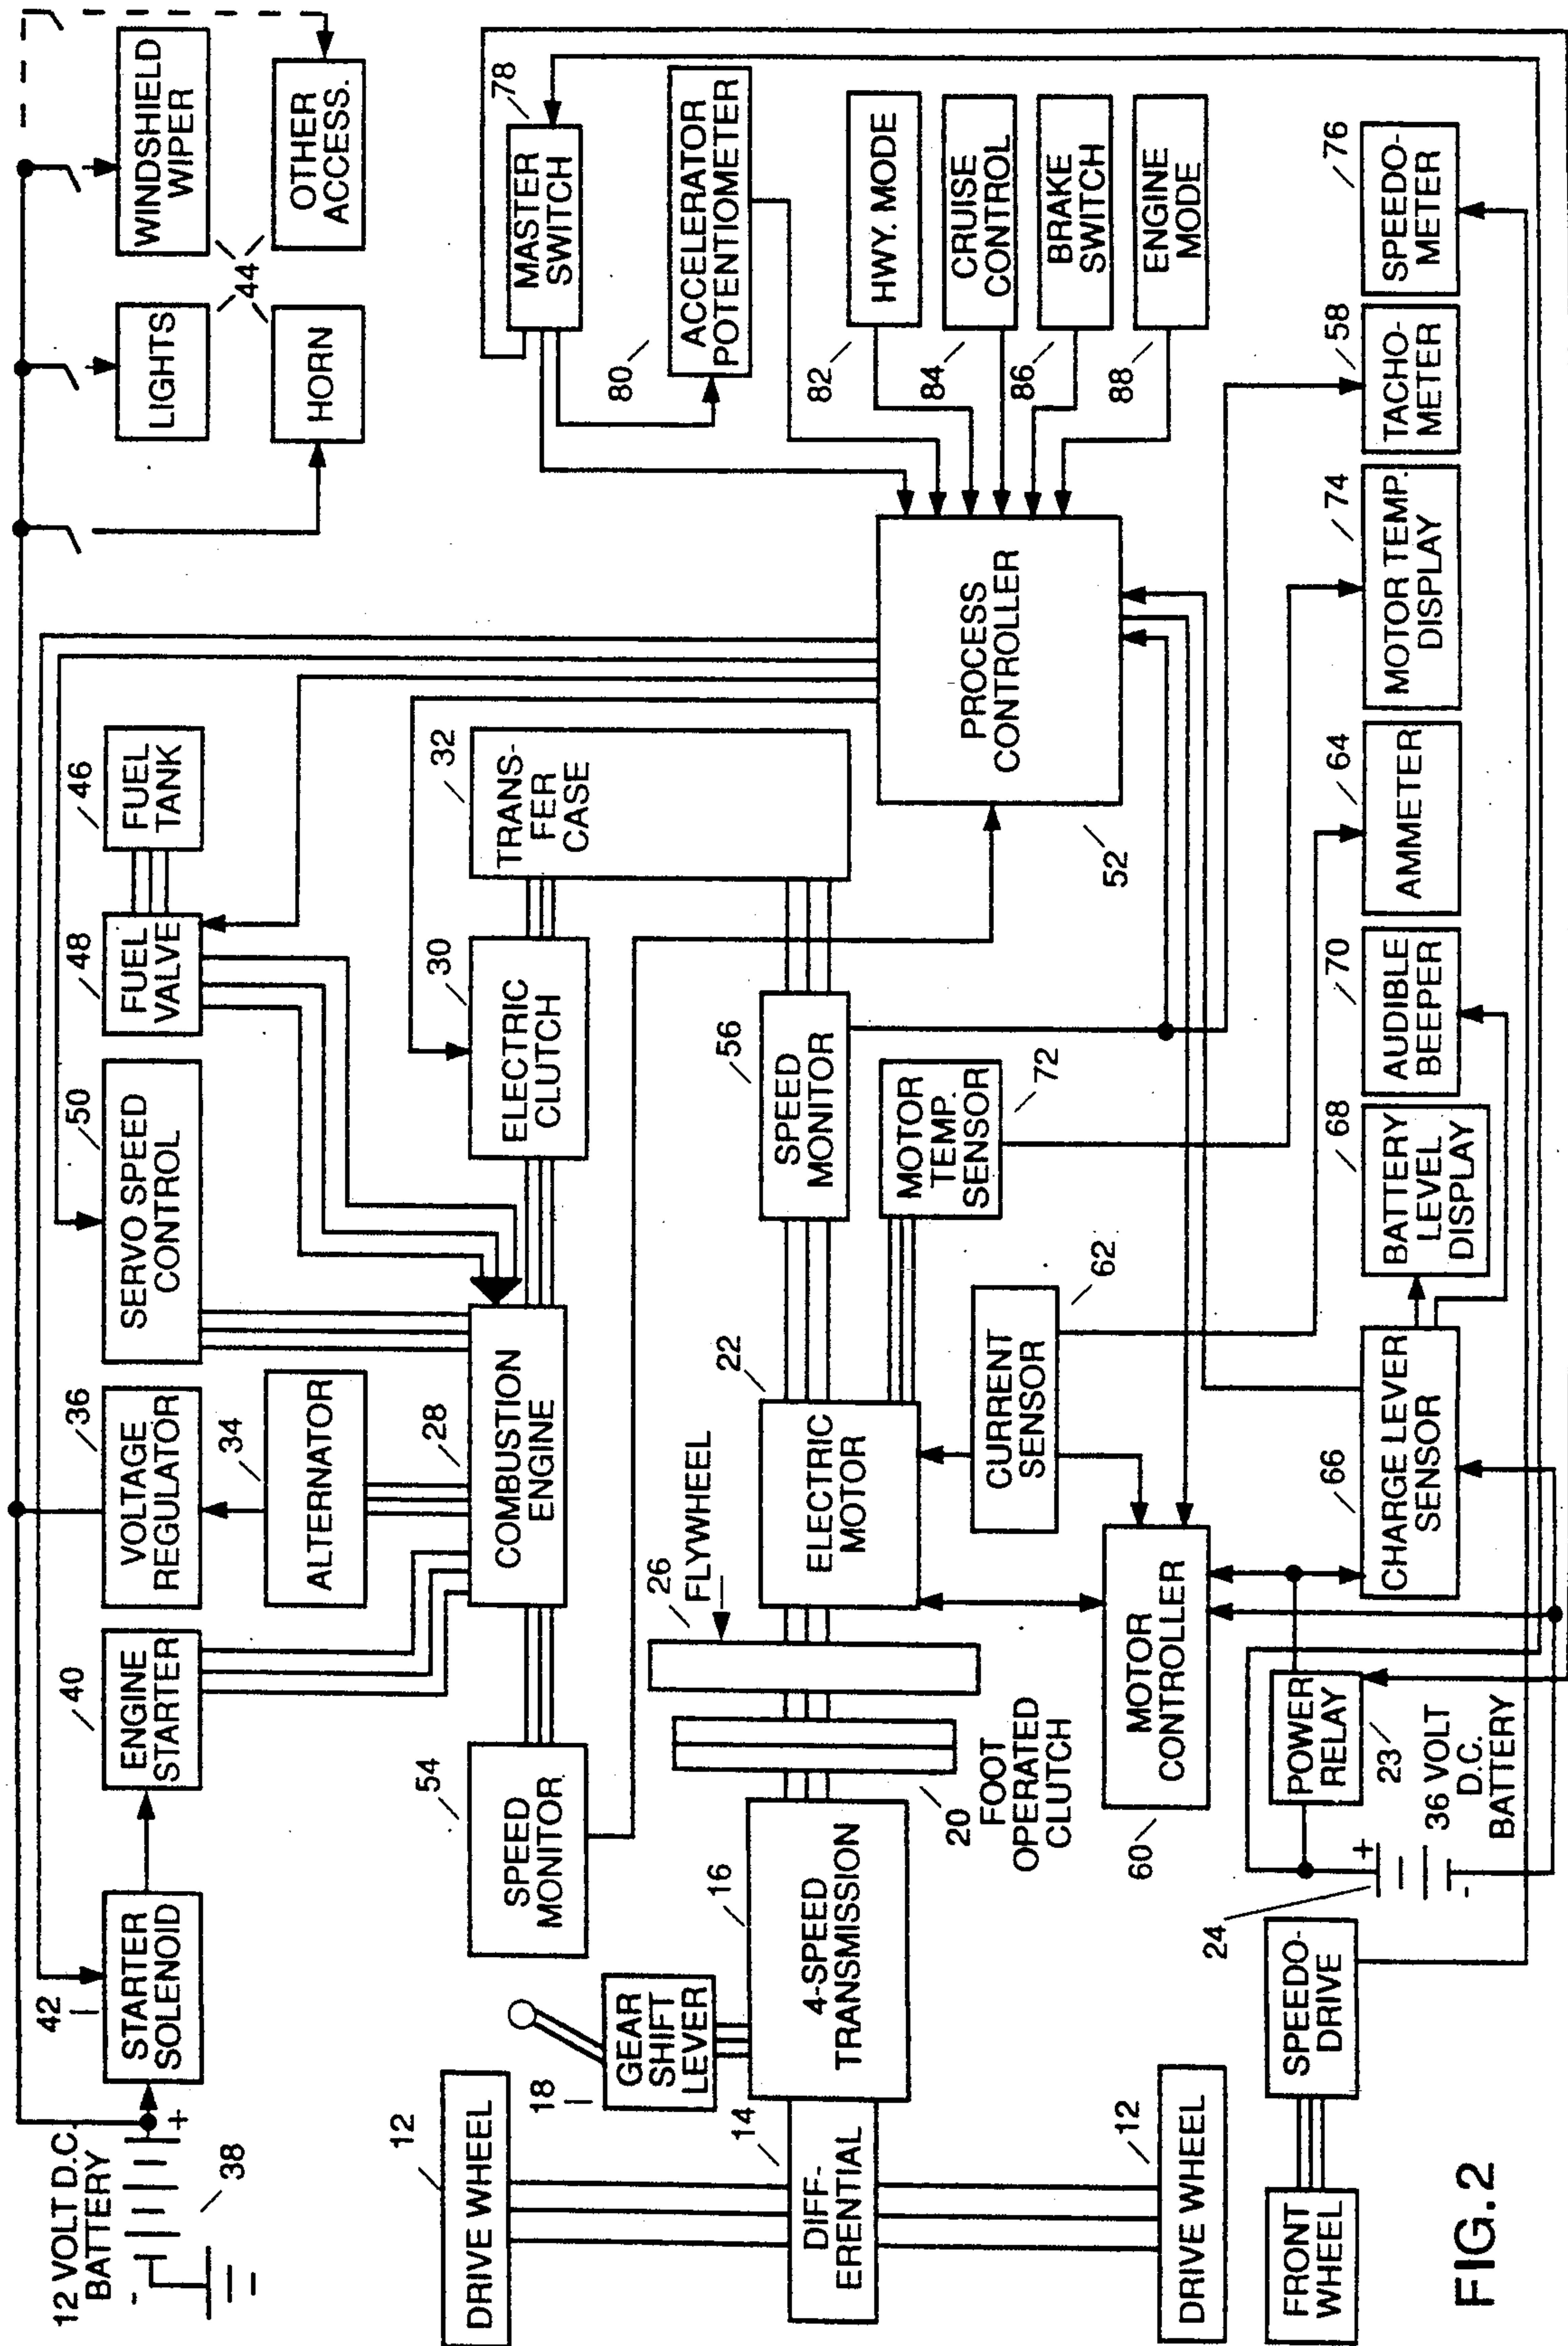 12 VOLT D.C.
BATTERY
-
+
38
42
STARTER
SOLENOID
40
ENGINE
STARTER
36
VOLTAGE
REGULATOR
34
ALTERNATOR
50
SERVO SPEED
CONTROL
48
FUEL
VALVE
46
FUEL
TANK
LIGHTS
WINDSHIELD
WIPER
44
HORN
OTHER
ACCESS.
54
SPEED
MONITOR
28
COMBUSTION
ENGINE
30
ELECTRIC
CLUTCH
32
TRANS-
FER
CASE
78
MASTER
SWITCH
80
ACCELERATOR
POTENTIOMETER
82
HWY. MODE
84
CRUISE
CONTROL
86
BRAKE
SWITCH
88
ENGINE
MODE
12
DRIVE WHEEL
18
GEAR
SHIFT
LEVER
14
DIFF-
ERENTIAL
16
4-SPEED
TRANSMISSION
20
FOOT
OPERATED
CLUTCH
26
FLYWHEEL
22
ELECTRIC
MOTOR
56
SPEED
MONITOR
72
MOTOR
TEMP.
SENSOR
PROCESS
CONTROLLER
52
12
DRIVE WHEEL
60
MOTOR
CONTROLLER
62
CURRENT
SENSOR
FRONT
WHEEL
SPEEDO-
DRIVE
24
+
-
POWER
RELAY
23
36 VOLT
D.C.
BATTERY
66
CHARGE LEVER
SENSOR
68
BATTERY
LEVEL
DISPLAY
70
AUDIBLE
BEEPER
64
AMMETER
74
MOTOR TEMP.
DISPLAY
58
TACHO-
METER
76
SPEEDO-
METER
FIG.2